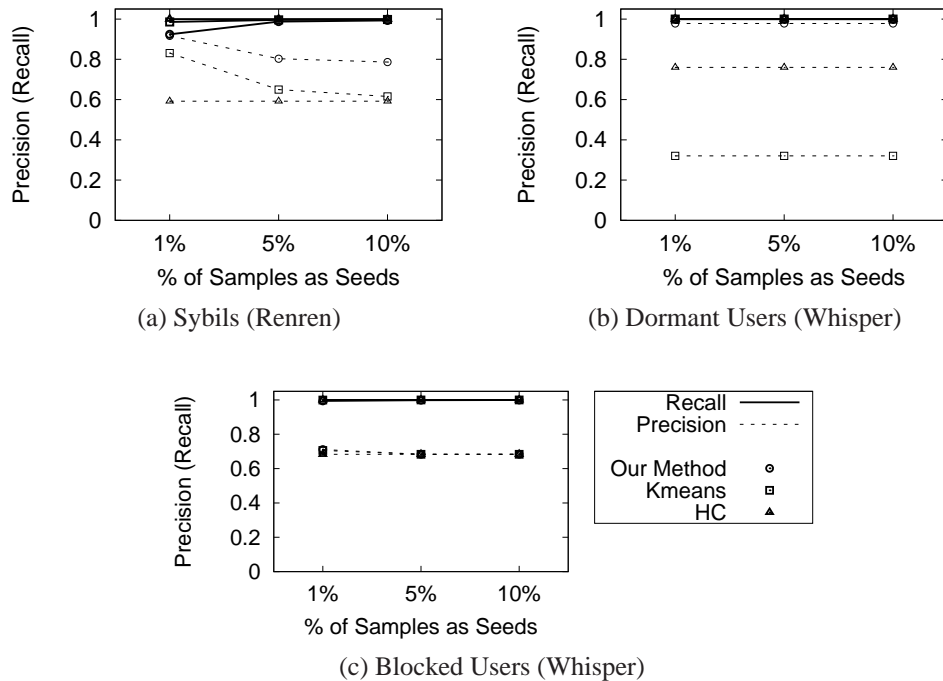 Precision (Recall)
1
0.8
0.6
0.4
0.2
0
1% 5% 10%
% of Samples as Seeds
(a) Sybils (Renren)
Precision (Recall)
1
0.8
0.6
0.4
0.2
0
1% 5% 10%
% of Samples as Seeds
(b) Dormant Users (Whisper)
Precision (Recall)
1
0.8
0.6
0.4
0.2
0
1% 5% 10%
% of Samples as Seeds
(c) Blocked Users (Whisper)
Recall
Precision
Our Method
Kmeans
HC